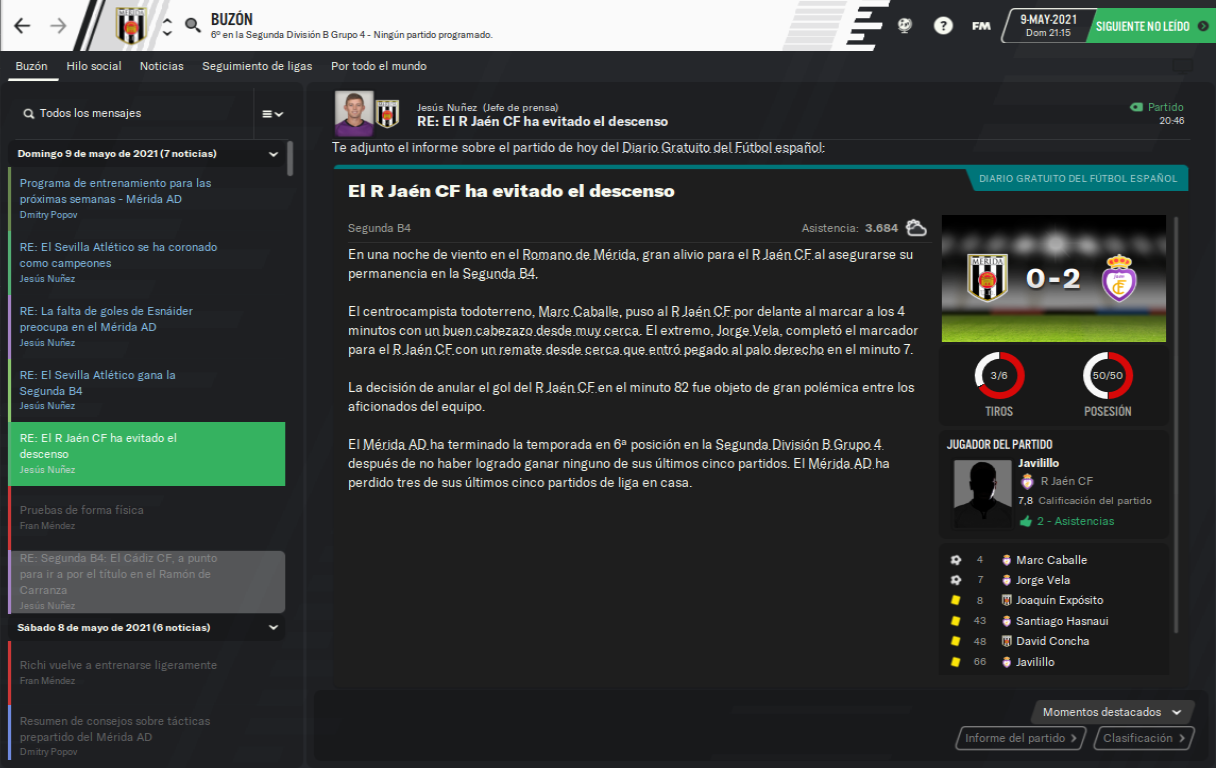 BUZÓN
6º en la Segunda División B Grupo 4 - Ningún partido programado.
FM
9-MAY-2021
Dom 21:15
SIGUIENTE NO LEÍDO
Buzón
Hilo social
Noticias
Seguimiento de ligas
Por todo el mundo
Todos los mensajes
Domingo 9 de mayo de 2021 (7 noticias)
Programa de entrenamiento para las
próximas semanas - Mérida AD
Dmitry Popov
RE: El Sevilla Atlético se ha coronado
como campeones
Jesús Nuñez
RE: La falta de goles de Esnáider
preocupa en el Mérida AD
Jesús Nuñez
RE: El Sevilla Atlético gana la
Segunda B4
Jesús Nuñez
RE: El R Jaén CF ha evitado el
descenso
Jesús Nuñez
Pruebas de forma física
Fran Méndez
RE: Segunda B4: El Cádiz CF, a punto
para ir a por el título en el Ramón de
Carranza
Jesús Nuñez
Sábado 8 de mayo de 2021 (6 noticias)
Richi vuelve a entrenarse ligeramente
Fran Méndez
Resumen de consejos sobre tácticas
prepartido del Mérida AD
Dmitry Popov
Jesús Nuñez (Jefe de prensa)
RE: El R Jaén CF ha evitado el descenso
Partido
20:46
Te adjunto el informe sobre el partido de hoy del Diario Gratuito del Fútbol español:
DIARIO GRATUITO DEL FÚTBOL ESPAÑOL
El R Jaén CF ha evitado el descenso
Segunda B4
Asistencia: 3.684
En una noche de viento en el Romano de Mérida, gran alivio para el R Jaén CF al asegurarse su
permanencia en la Segunda B4.
El centrocampista todoterreno, Marc Caballe, puso al R Jaén CF por delante al marcar a los 4
minutos con un buen cabezazo desde muy cerca. El extremo, Jorge Vela, completó el marcador
para el R Jaén CF con un remate desde cerca que entró pegado al palo derecho en el minuto 7.
La decisión de anular el gol del R Jaén CF en el minuto 82 fue objeto de gran polémica entre los
aficionados del equipo.
El Mérida AD ha terminado la temporada en 6ª posición en la Segunda División B Grupo 4
después de no haber logrado ganar ninguno de sus últimos cinco partidos. El Mérida AD ha
perdido tres de sus últimos cinco partidos de liga en casa.
MÉRIDA
0-2
3/6
50/50
TIROS
POSESIÓN
JUGADOR DEL PARTIDO
Javilillo
R Jaén CF
7,8 Calificación del partido
2 - Asistencias
4 Marc Caballe
7 Jorge Vela
8 Joaquín Expósito
43 Santiago Hasnaui
48 David Concha
66 Javilillo
Momentos destacados
Informe del partido
Clasificación